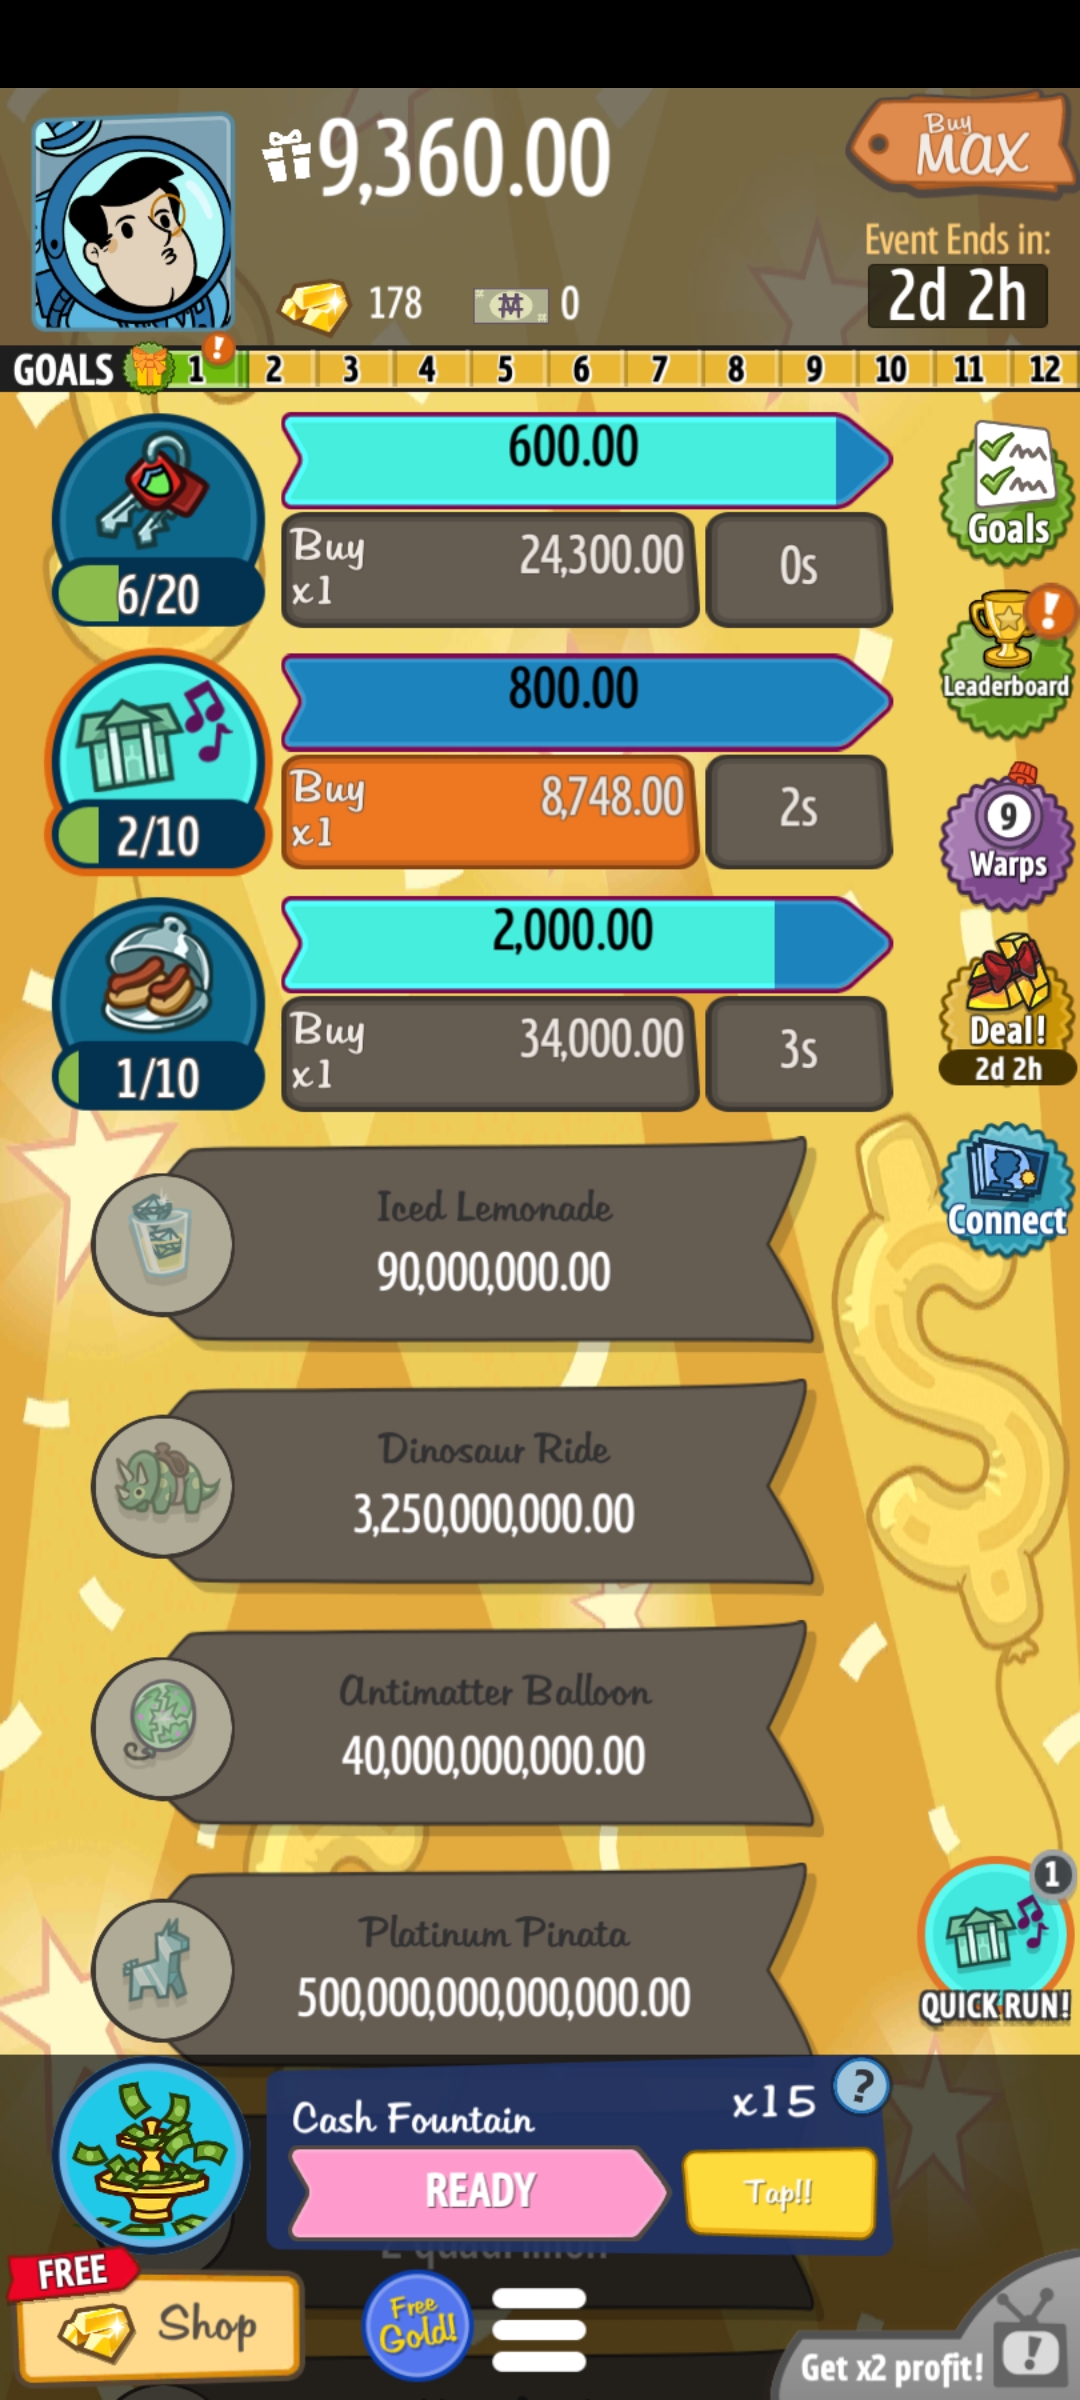 9,360.00
Buy
MAX
178
0
Event Ends in:
2d 2h
GOALS 1 ! 2 3 4 5 6 7 8 9 10 11 12
600.00
Buy
x1
24,300.00
0s
6/20
Goals
800.00
Buy
x1
8,748.00
2s
2/10
!
Leaderboard
9
Warps
2,000.00
Buy
x1
34,000.00
3s
1/10
Deal!
2d 2h
Iced Lemonade
90,000,000.00
Connect
Dinosaur Ride
3,250,000,000.00
Antimatter Balloon
40,000,000,000.00
Platinum Pinata
500,000,000,000,000.00
1
QUICK RUN!
Cash Fountain
x15
?
READY
Tap!!
FREE
Shop
Free
Gold!
Get x2 profit!
!